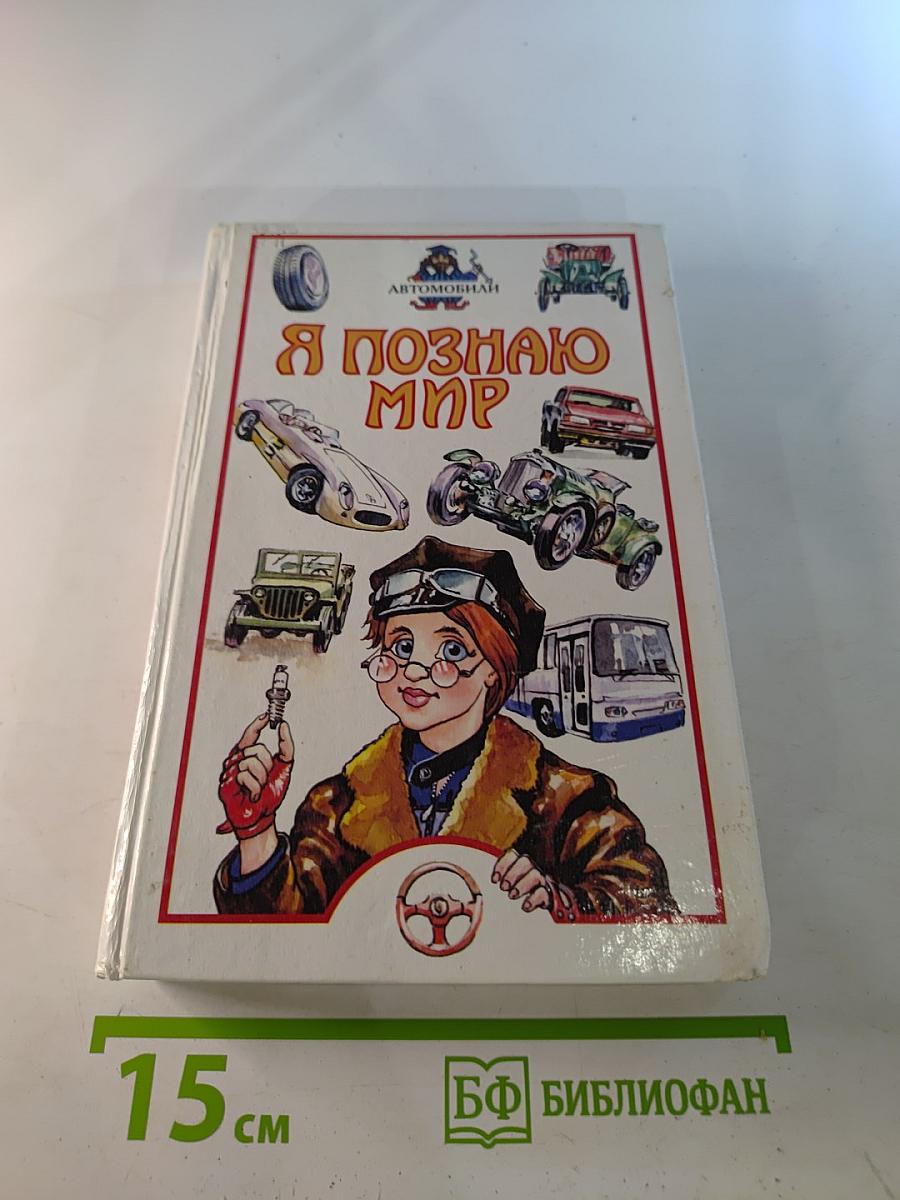 АВТОМОБИЛИ
Я ПОЗНАЮ
МИР
15 см
БФ БИБЛИОФАН